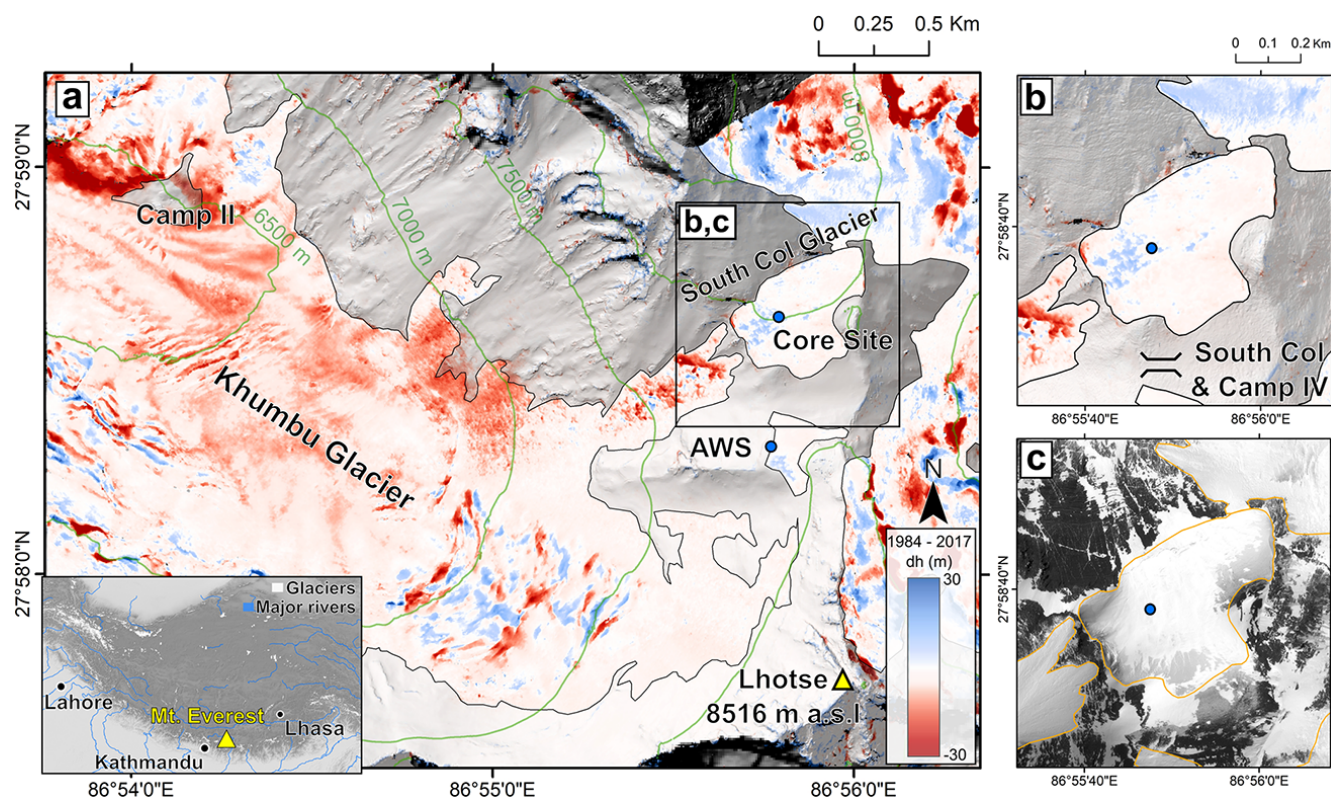 0 0.25 0.5 Km
a
27°59'0"N
27°58'0"N
Camp II
6500 m
7000 m
7500 m
8000 m
b,c
South Col Glacier
Core Site
AWS
Khumbu Glacier
N
1984 - 2017
dh (m)
30
-30
Lhotse
8516 m a.s.l
Glaciers
Major rivers
Lahore
Mt. Everest
Lhasa
Kathmandu
86°54'0"E
86°55'0"E
86°56'0"E
0 0.1 0.2 Km
b
27°58'40"N
South Col
& Camp IV
86°55'40"E
86°56'0"E
c
27°58'40"N
86°55'40"E
86°56'0"E